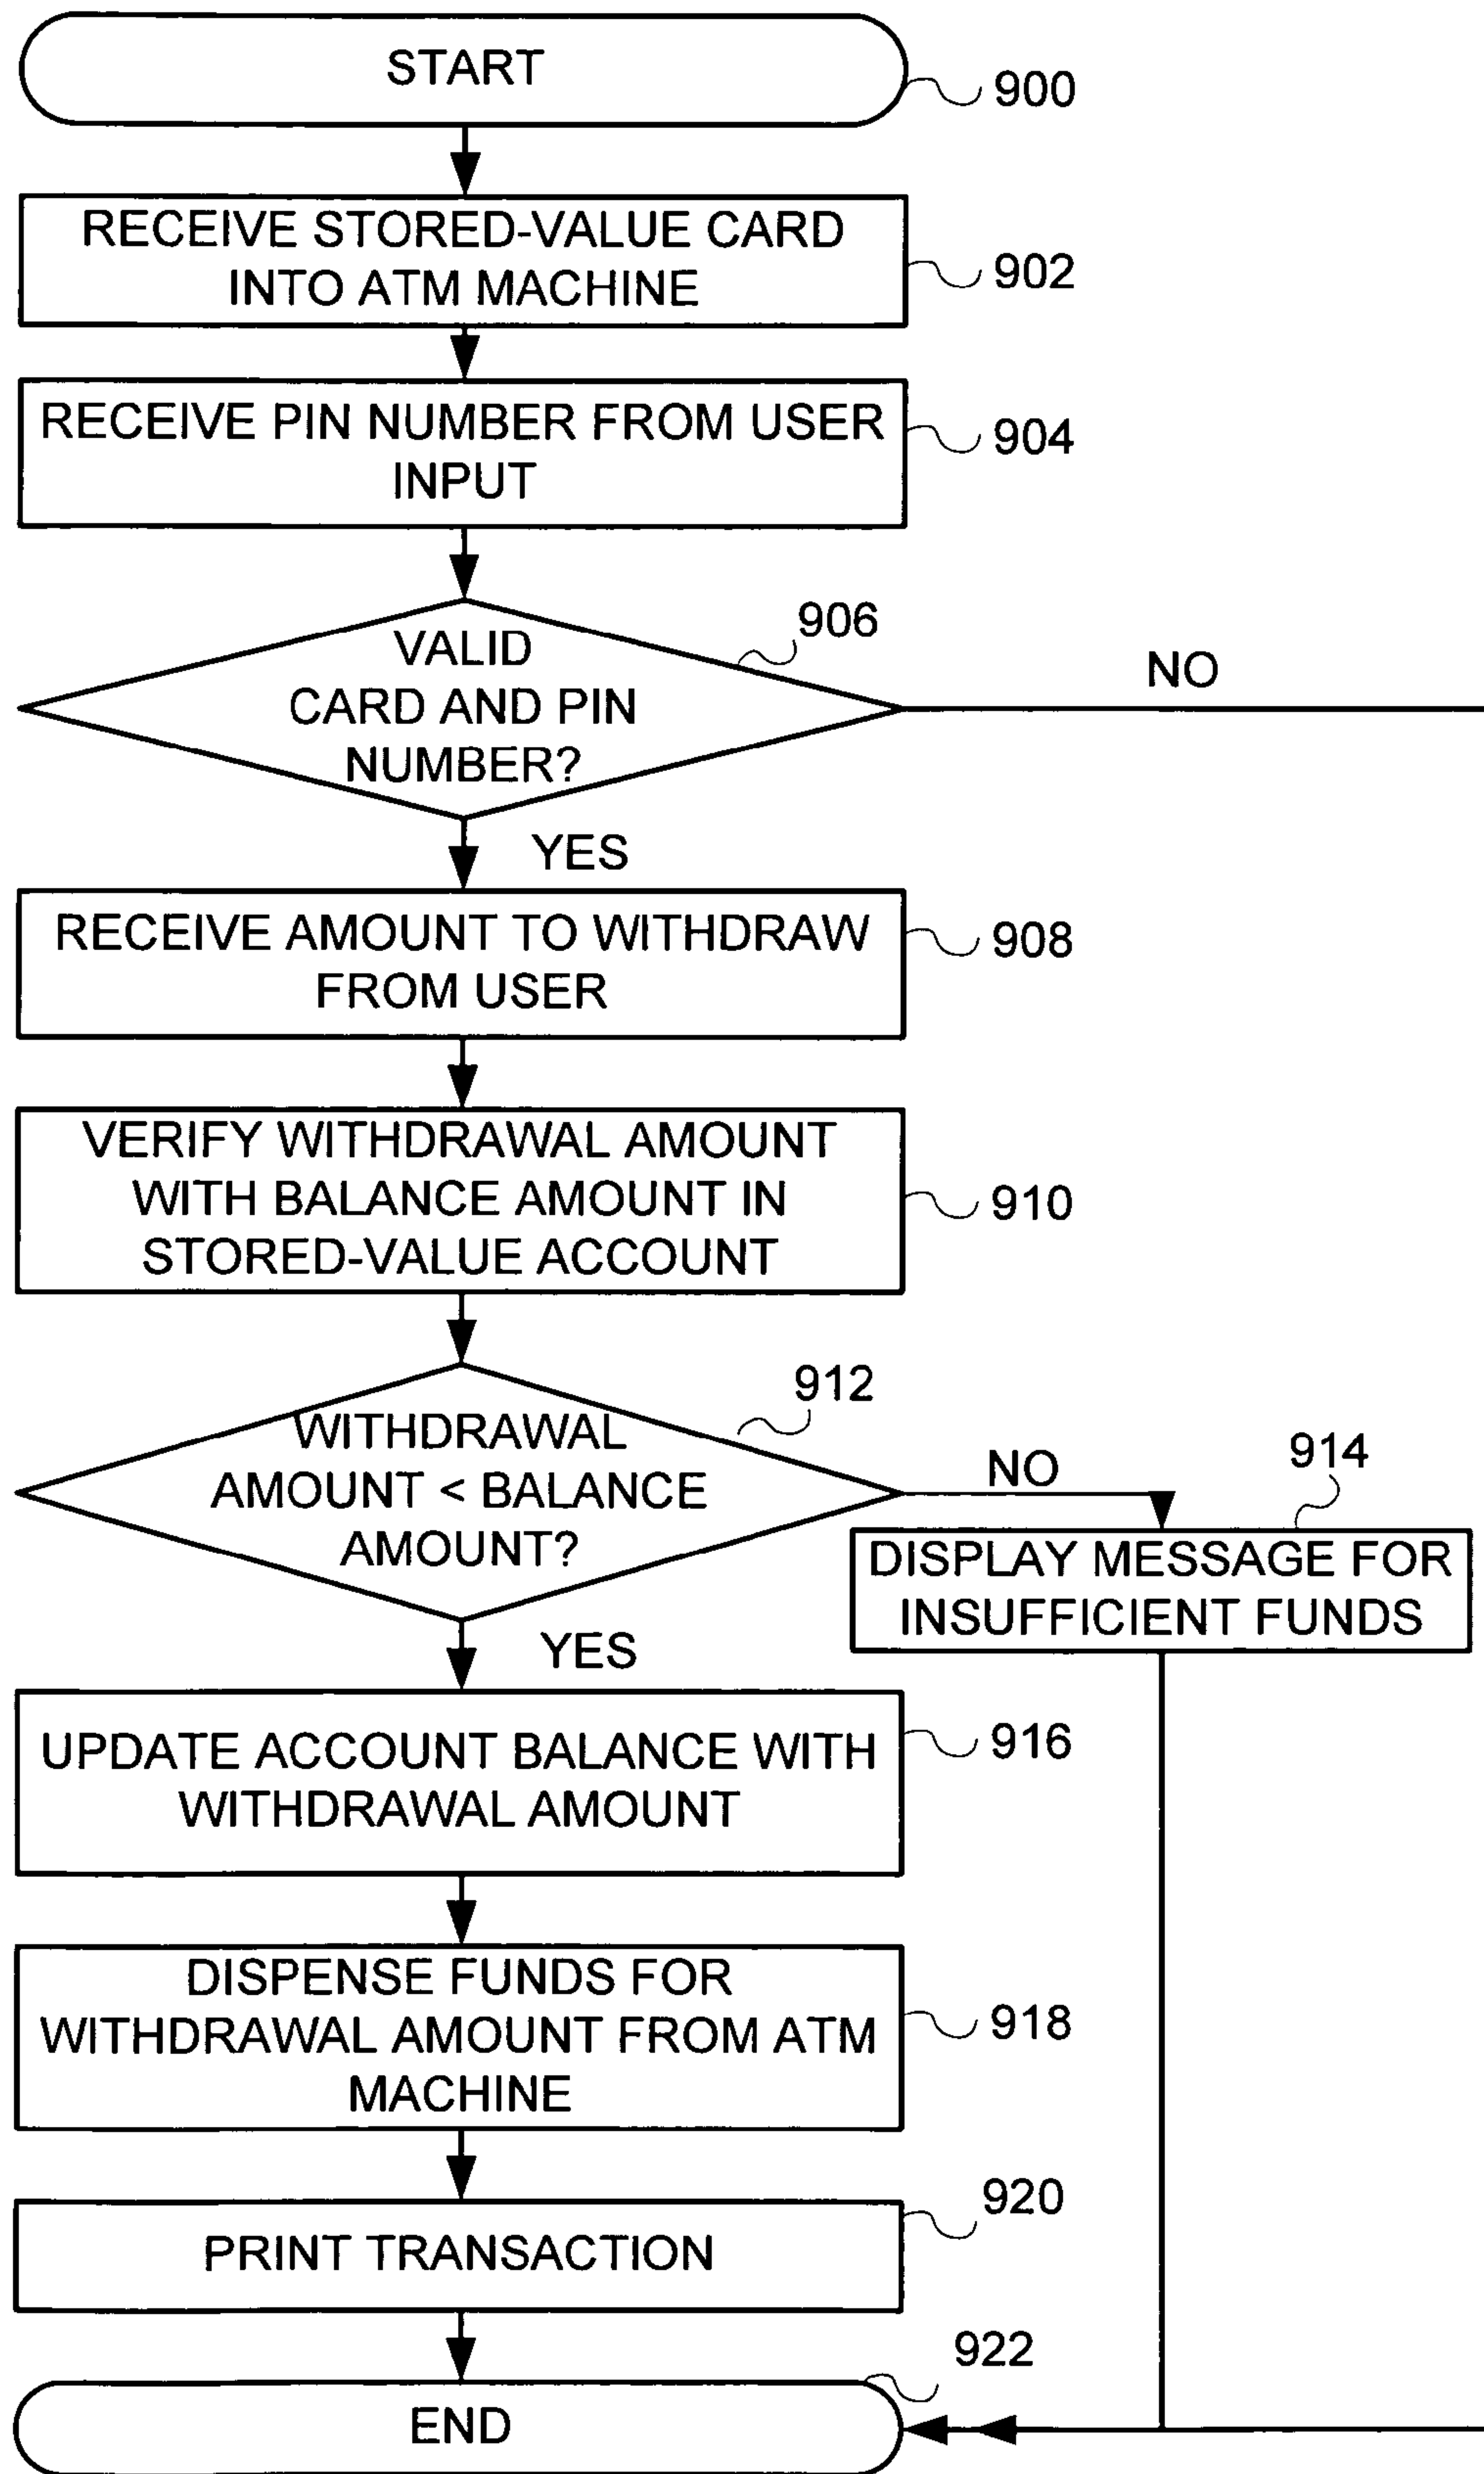 START
900
RECEIVE STORED-VALUE CARD
INTO ATM MACHINE
902
RECEIVE PIN NUMBER FROM USER
INPUT
904
906
VALID
CARD AND PIN
NUMBER?
NO
YES
RECEIVE AMOUNT TO WITHDRAW
FROM USER
908
VERIFY WITHDRAWAL AMOUNT
WITH BALANCE AMOUNT IN
STORED-VALUE ACCOUNT
910
912
WITHDRAWAL
AMOUNT < BALANCE
AMOUNT?
NO
914
DISPLAY MESSAGE FOR
INSUFFICIENT FUNDS
YES
UPDATE ACCOUNT BALANCE WITH
WITHDRAWAL AMOUNT
916
DISPENSE FUNDS FOR
WITHDRAWAL AMOUNT FROM ATM
MACHINE
918
920
PRINT TRANSACTION
922
END